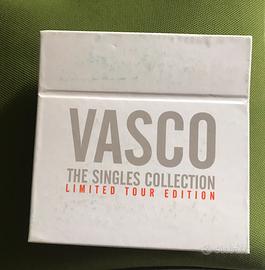 VASCO
THE SINGLES COLLECTION
LIMITED TOUR EDITION